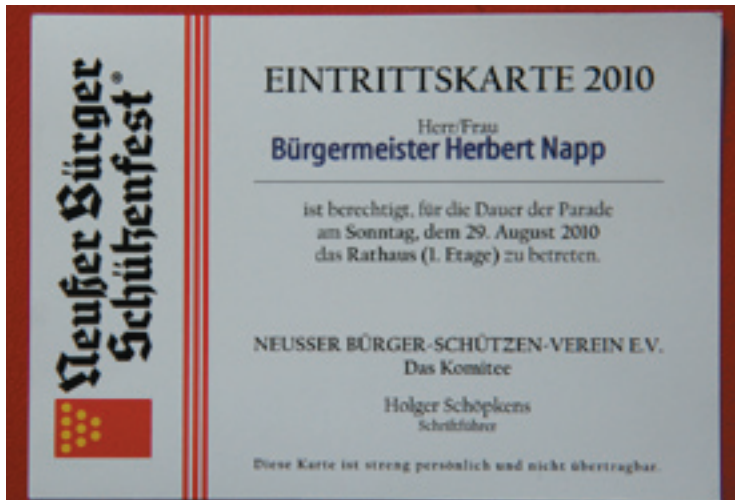 Neußer Bürger
Schützenfest®
EINTRITTSKARTE 2010
Herr/Frau
Bürgermeister Herbert Napp
ist berechtigt, für die Dauer der Parade
am Sonntag, dem 29. August 2010
das Rathaus (1. Etage) zu betreten.
NEUSSER BÜRGER-SCHÜTZEN-VEREIN E.V.
Das Komitee
Holger Schöpkens
Schriftführer
Diese Karte ist streng persönlich und nicht übertragbar.